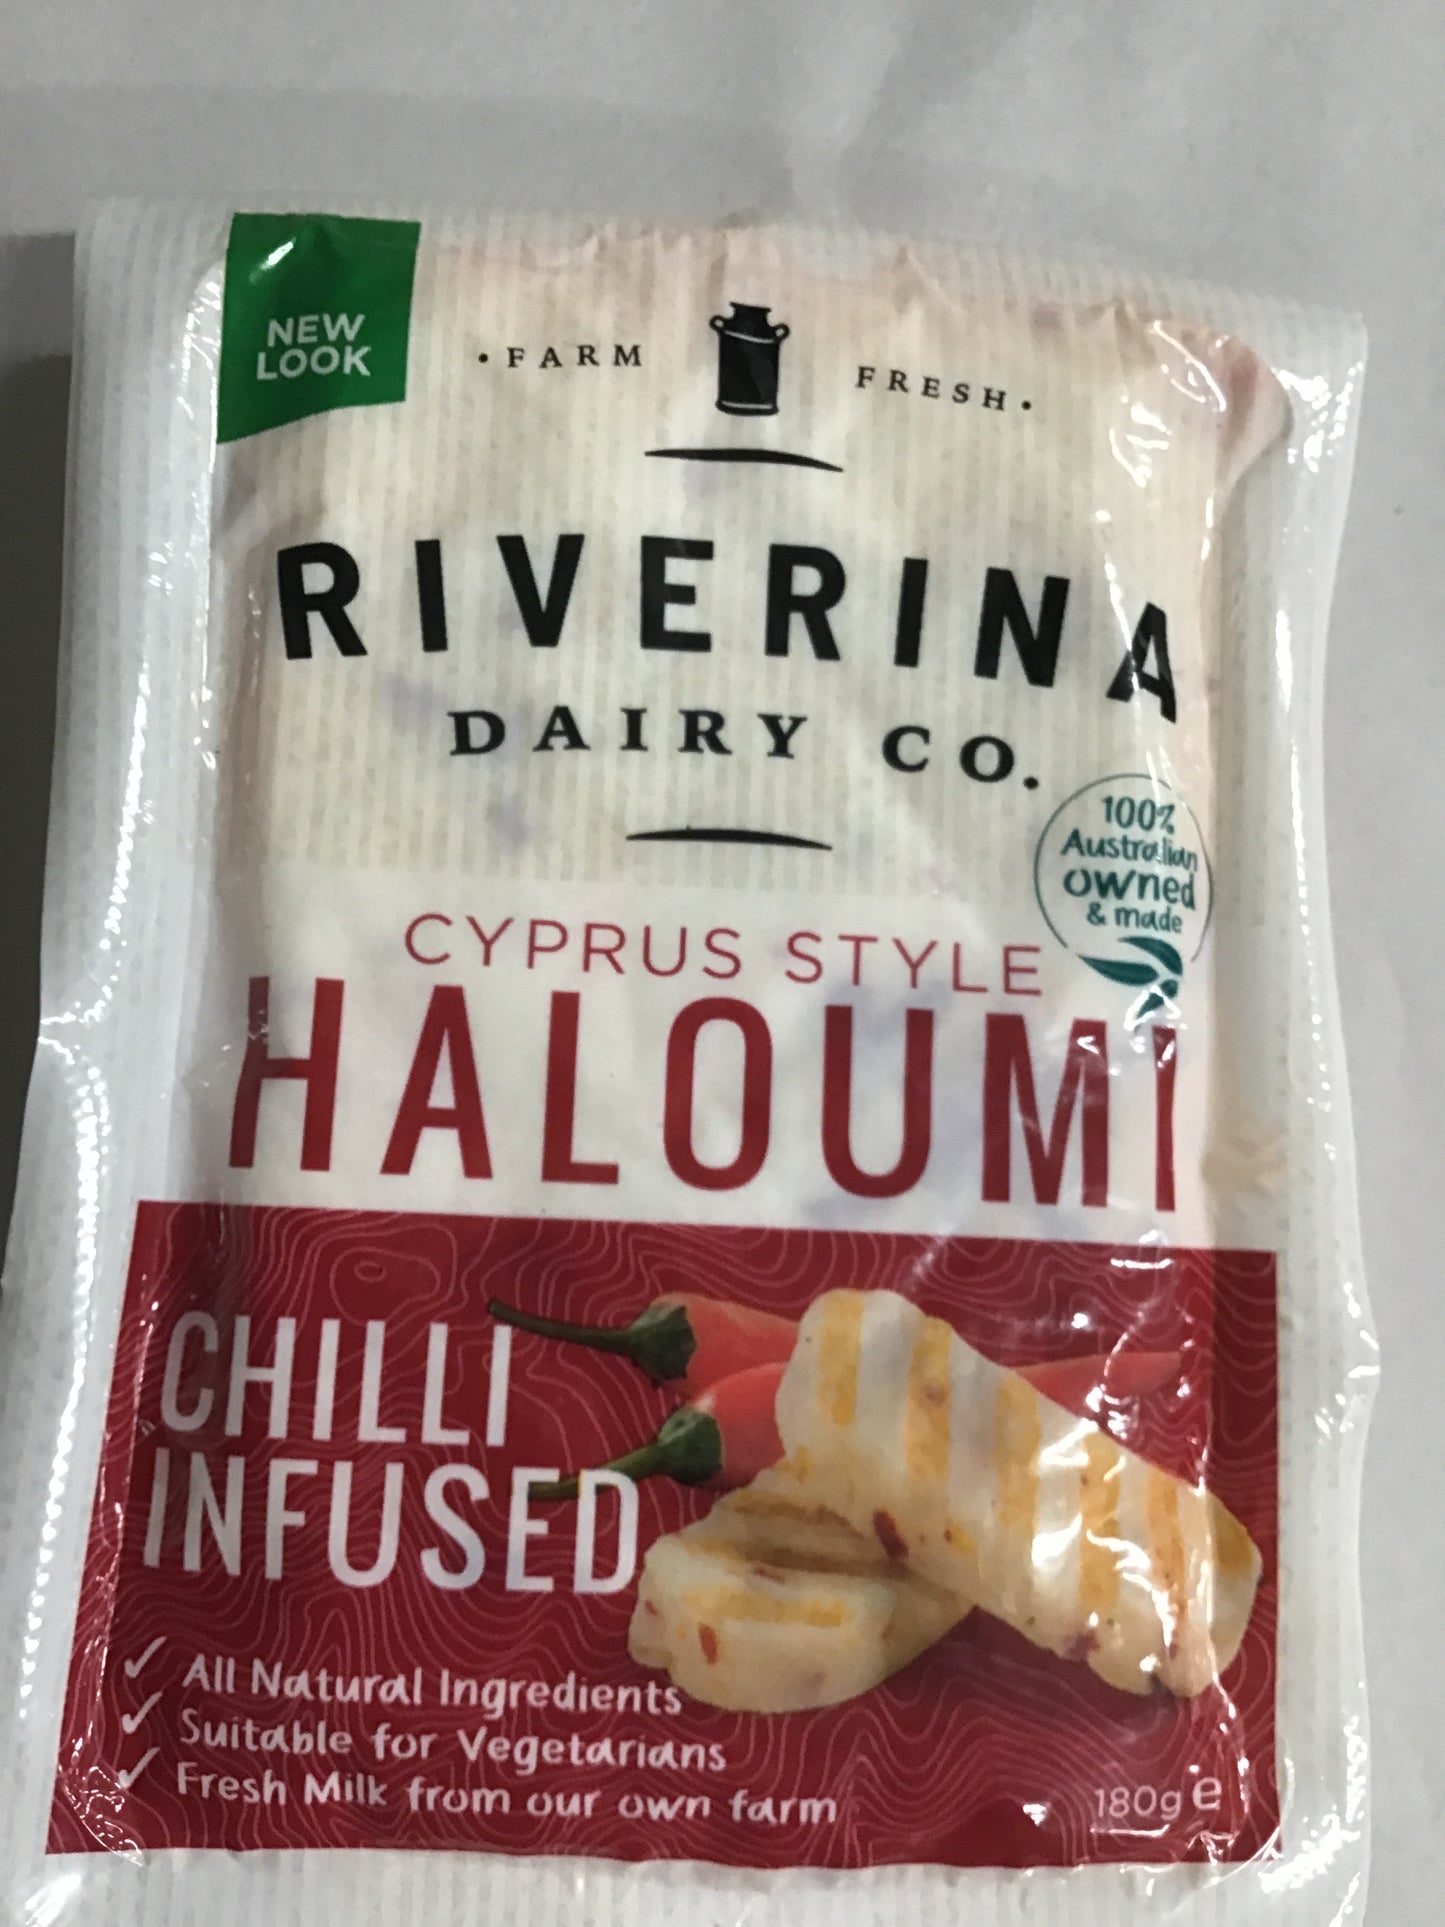 NEW
LOOK
· FARM FRESH ·
RIVERINA
DAIRY CO.
100%
Australian
owned
& made
CYPRUS STYLE
HALOUMI
CHILLI
INFUSED
✓ All Natural Ingredients
✓ Suitable for Vegetarians
✓ Fresh Milk from our own farm
180g e